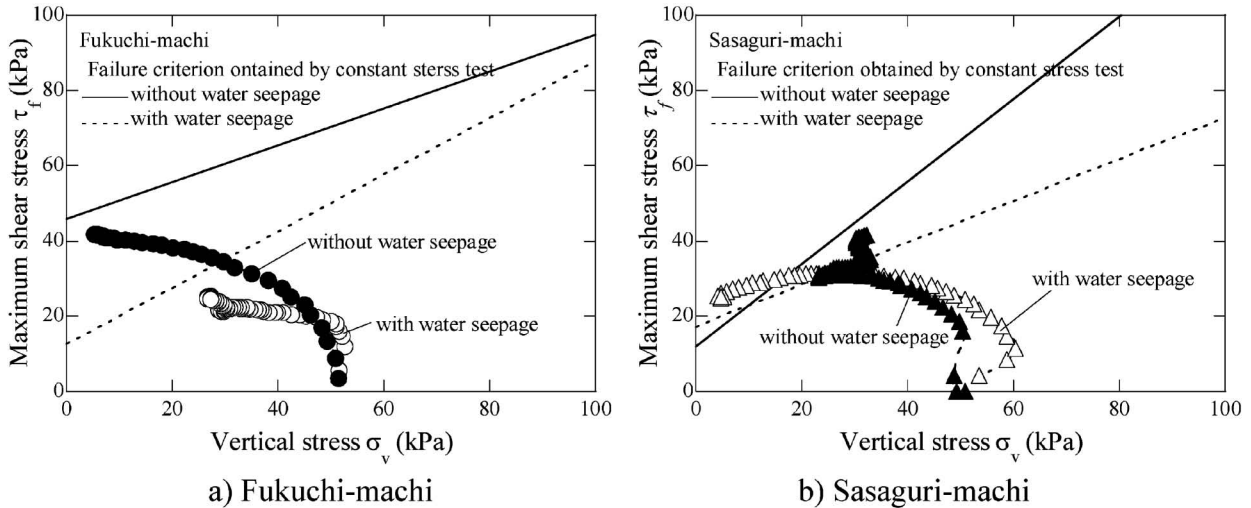 100
80
60
40
20
0
Maximum shear stress τf (kPa)
Fukuchi-machi
Failure criterion ontained by constant sterss test
without water seepage
with water seepage
without water seepage
with water seepage
0 20 40 60 80 100
Vertical stress σv (kPa)
a) Fukuchi-machi
100
80
60
40
20
0
Maximum shear stress τf (kPa)
Sasaguri-machi
Failure criterion obtained by constant stress test
without water seepage
with water seepage
with water seepage
without water seepage
0 20 40 60 80 100
Vertical stress σv (kPa)
b) Sasaguri-machi